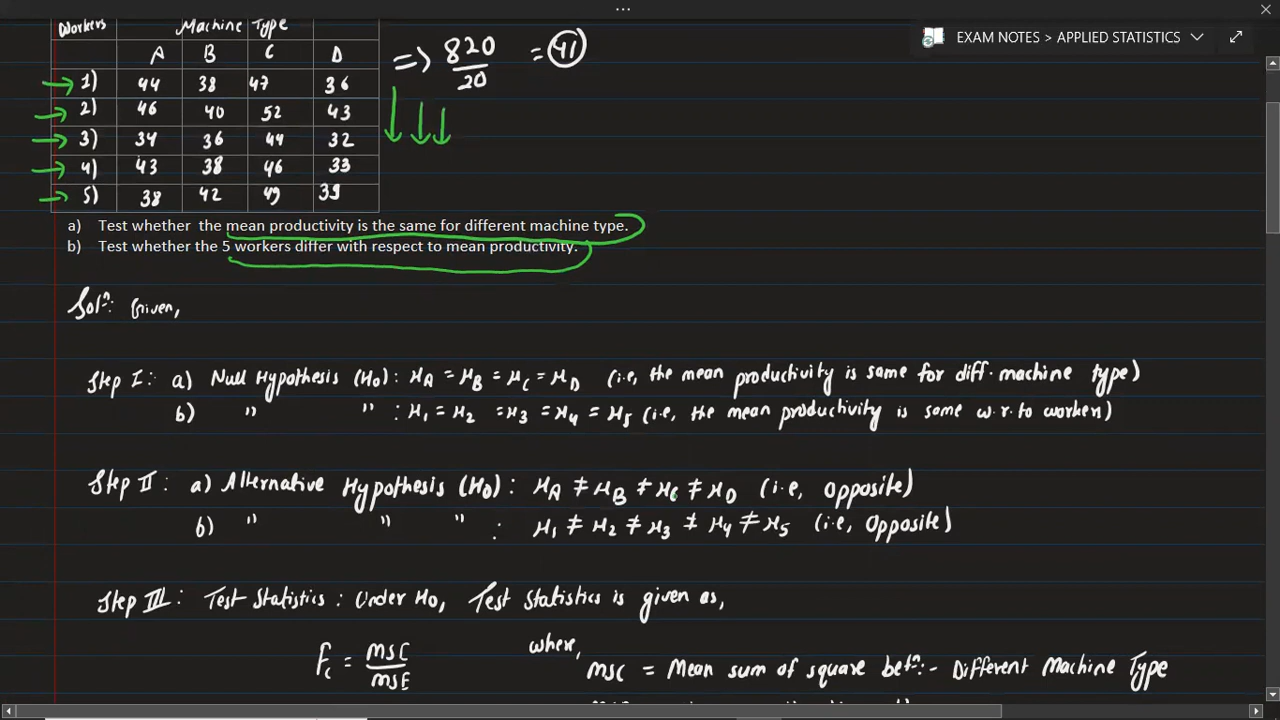 ...
EXAM NOTES > APPLIED STATISTICS
Workers Machine Type
A B C D
=> 820/20 = 41
1) 44 38 47 36
2) 46 40 52 43
3) 34 36 44 32
4) 43 38 46 33
5) 38 42 49 39
a) Test whether the mean productivity is the same for different machine type.
b) Test whether the 5 workers differ with respect to mean productivity.
Solⁿ: Given,
Step I: a) Null Hypothesis (H0): μA = μB = μC = μD (i.e, the mean productivity is same for diff. machine type)
b) " " : μ1 = μ2 = μ3 = μ4 = μ5 (i.e, the mean productivity is same w.r.to worker)
Step II: a) Alternative Hypothesis (H0): μA ≠ μB ≠ μC ≠ μD (i.e, opposite)
b) " " " : μ1 ≠ μ2 ≠ μ3 ≠ μ4 ≠ μ5 (i.e, opposite)
Step III: Test Statistics: Under H0, Test statistics is given as,
Fc = MSC/MSE where,
MSC = Mean sum of square betⁿ:- Different Machine Type